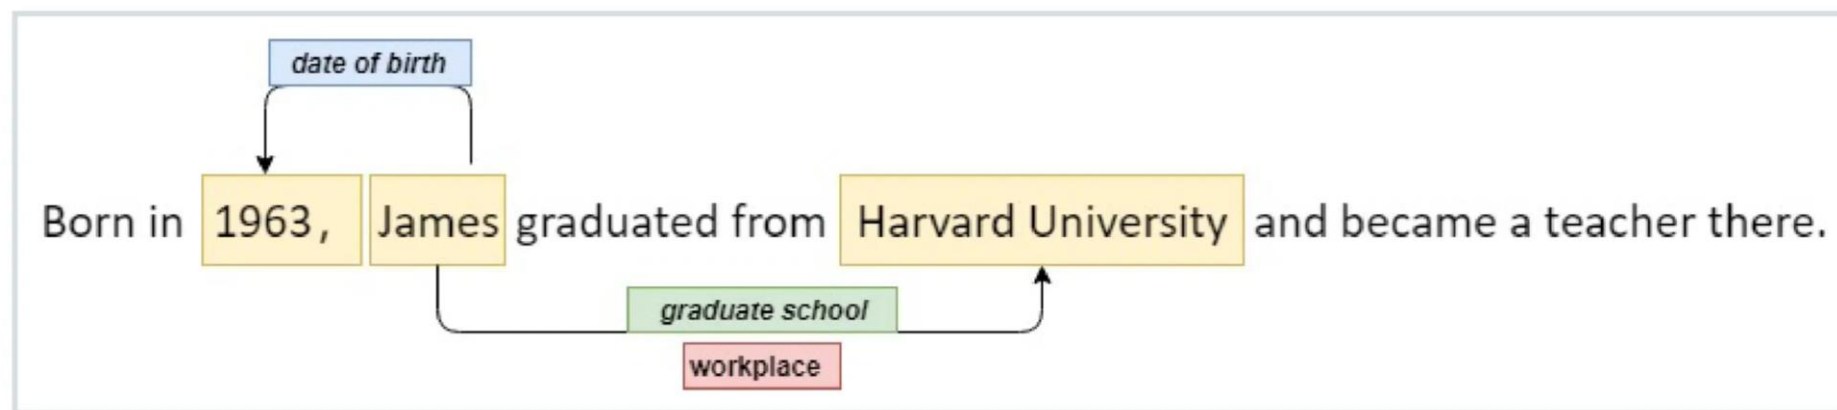 date of birth
Born in 1963, James graduated from Harvard University and became a teacher there.
graduate school
workplace